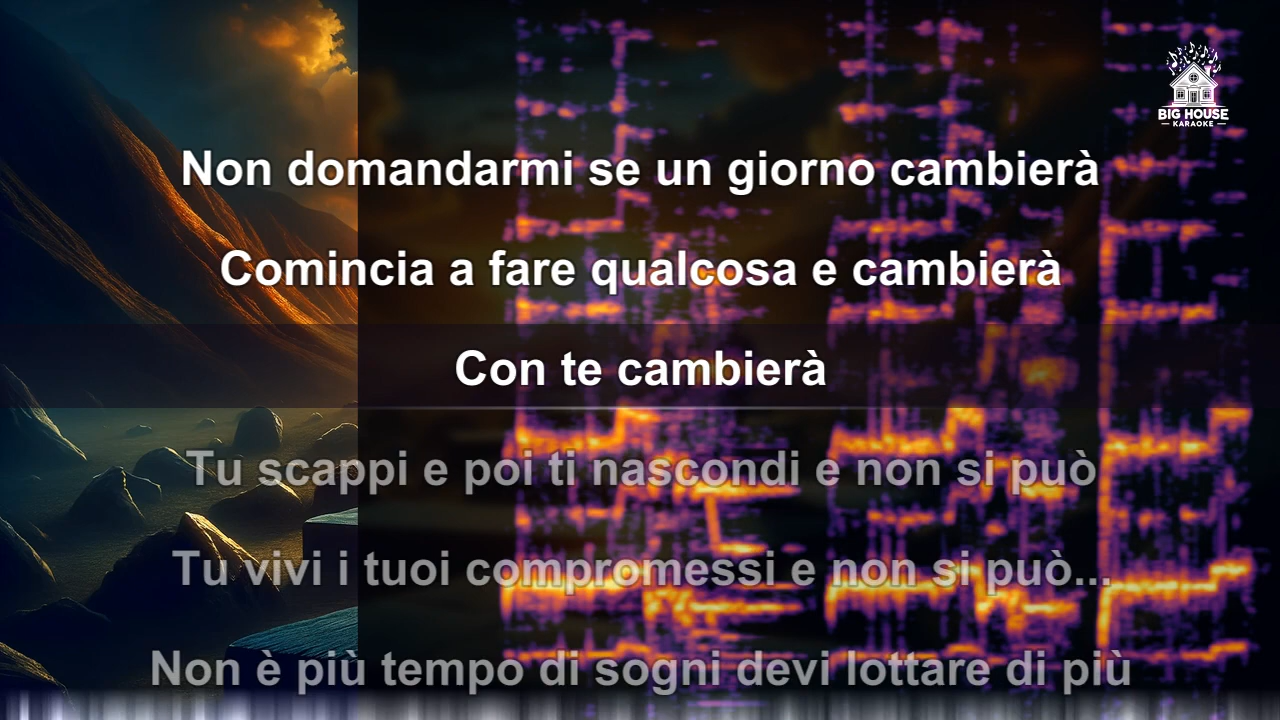 BIG HOUSE
KARAOKE
Non domandarmi se un giorno cambierà
Comincia a fare qualcosa e cambierà
Con te cambierà
Tu scappi e poi ti nascondi e non si può
Tu vivi i tuoi compromessi e non si può...
Non è più tempo di sogni devi lottare di più